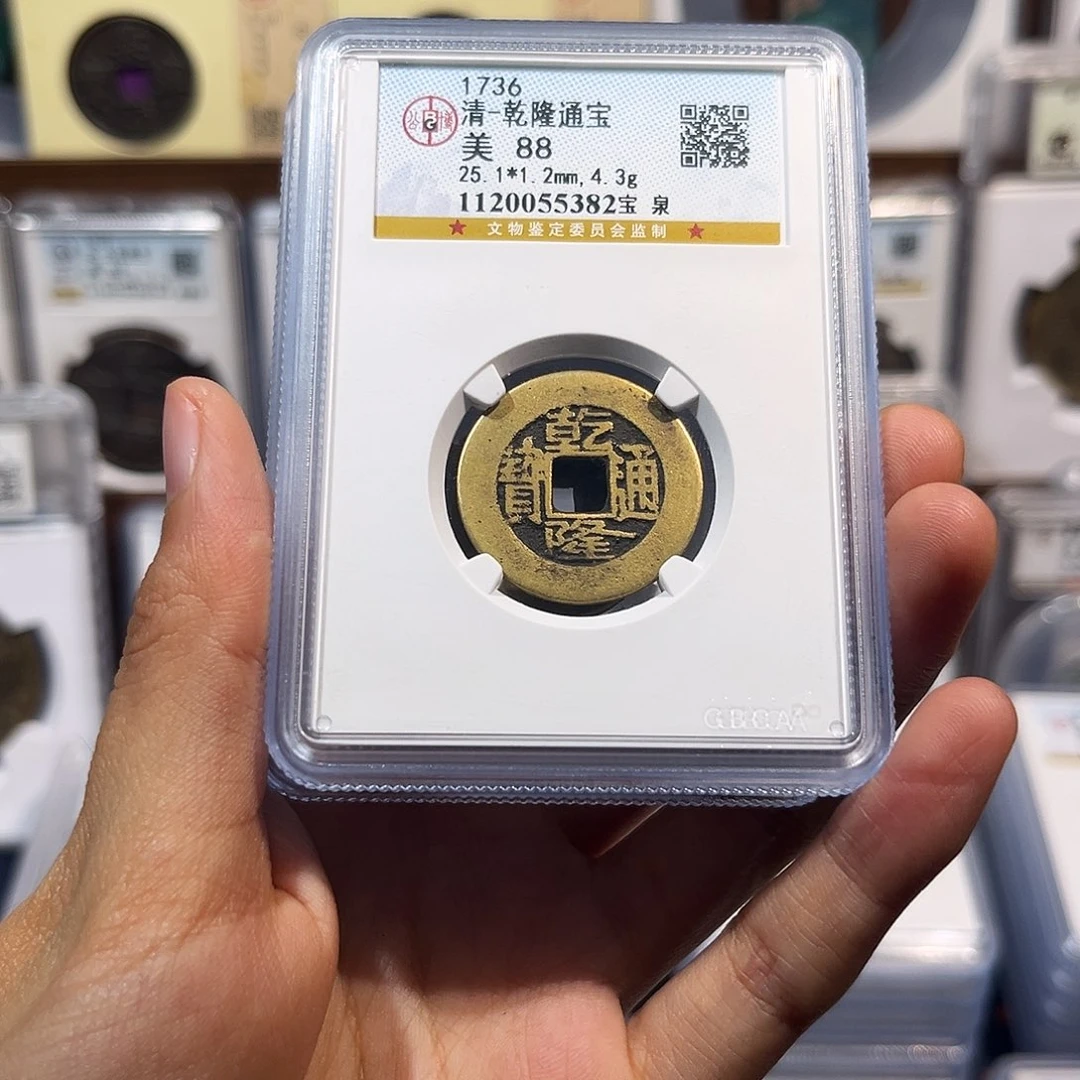 1736
清-乾隆通宝
美 88
25.1*1.2mm,4.3g
1120055382宝 泉
★ 文物鉴定委员会监制 ★
公 博
乾
隆
通
寶
GBCA